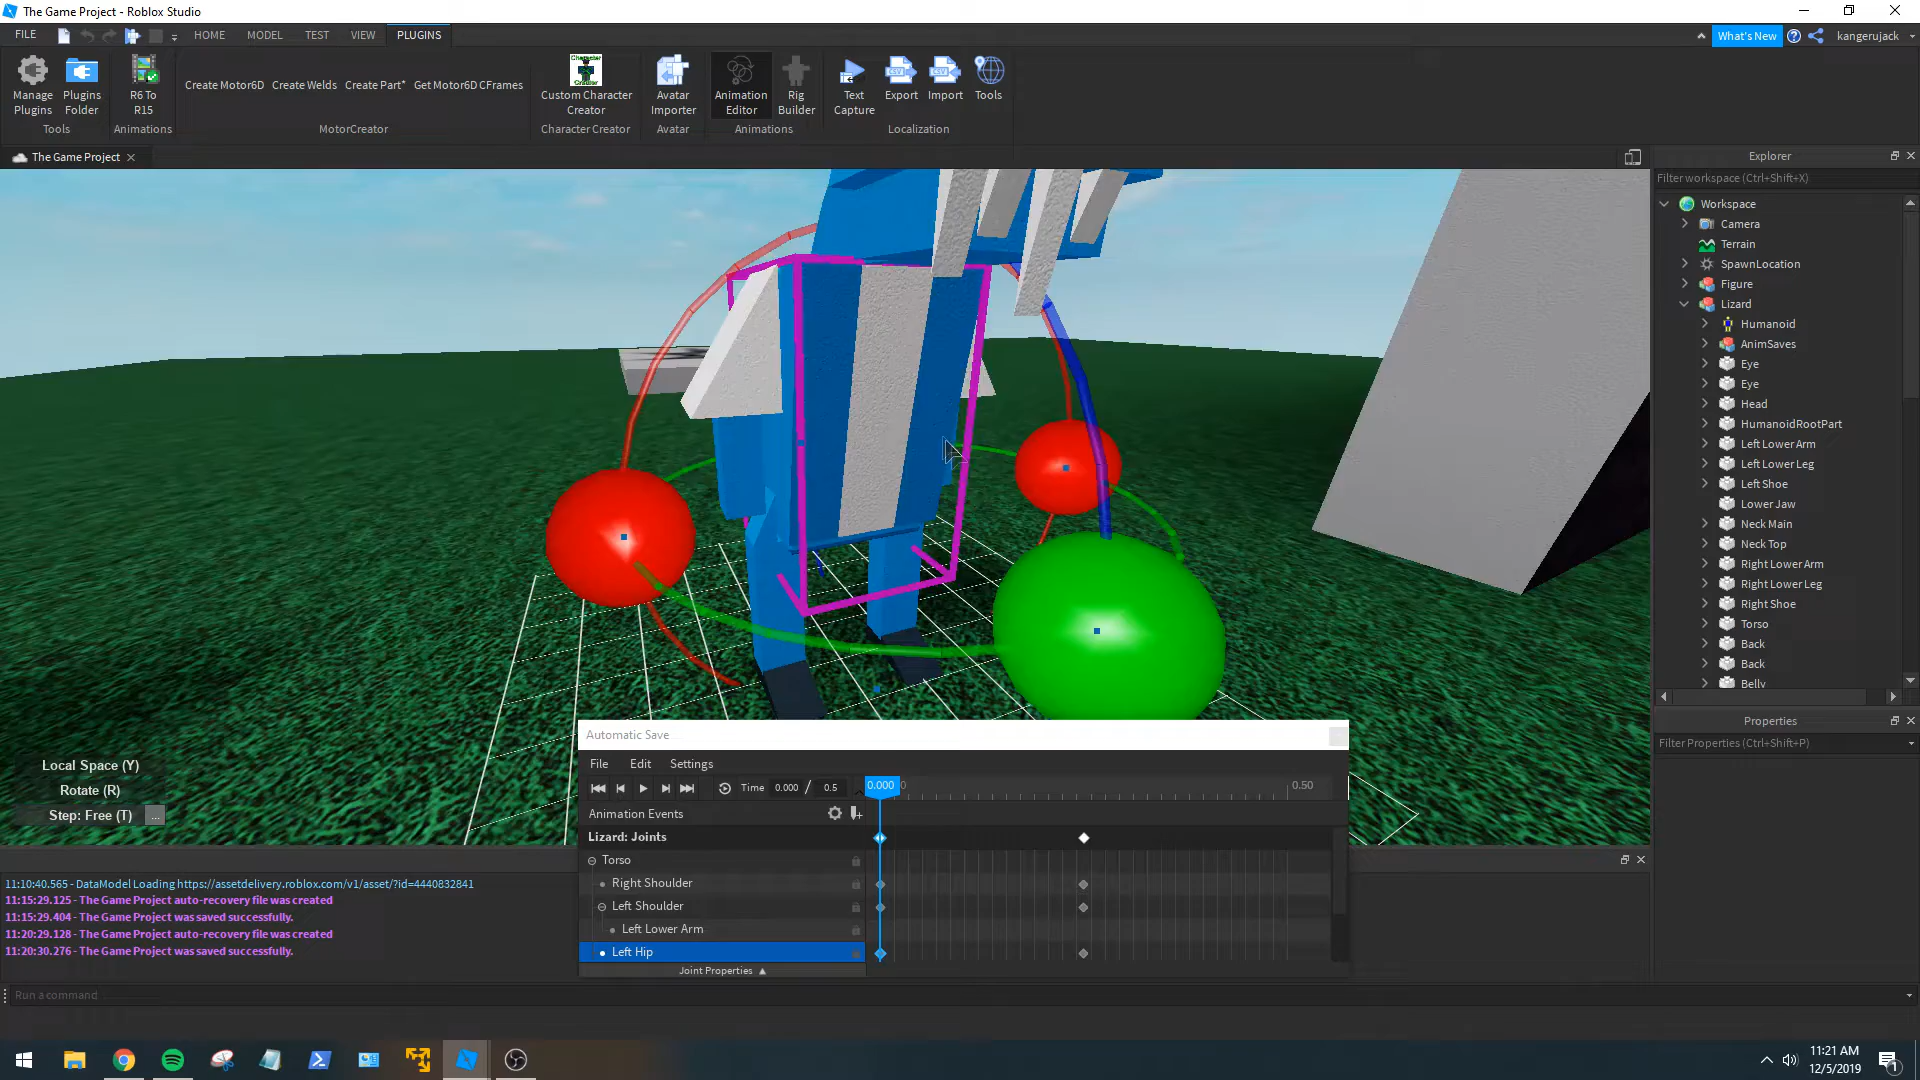 The Game Project - Roblox Studio
FILE
HOME
MODEL
TEST
VIEW
PLUGINS
What's New
kangerujack
Manage
Plugins
Plugins
Folder
Tools
R6 To
R15
Animations
Create Motor6D
Create Welds
Create Part*
Get Motor6D CFrames
MotorCreator
Custom Character
Creator
Character Creator
Avatar
Importer
Avatar
Animation
Editor
Rig
Builder
Animations
Text
Capture
Export
Import
Tools
Localization
The Game Project
Explorer
Filter workspace (Ctrl+Shift+X)
Workspace
Camera
Terrain
SpawnLocation
Figure
Lizard
Humanoid
AnimSaves
Eye
Eye
Head
HumanoidRootPart
Left Lower Arm
Left Lower Leg
Left Shoe
Lower Jaw
Neck Main
Neck Top
Right Lower Arm
Right Lower Leg
Right Shoe
Torso
Back
Back
Belly
Properties
Filter Properties (Ctrl+Shift+P)
Local Space (Y)
Rotate (R)
Step: Free (T)
...
Automatic Save
File
Edit
Settings
Time
0.000 / 0.5
0.000
0.50
Animation Events
Lizard: Joints
Torso
Right Shoulder
Left Shoulder
Left Lower Arm
Left Hip
Joint Properties
11:10:40.565 - DataModel Loading https://assetdelivery.roblox.com/v1/asset/?id=4440832841
11:15:29.125 - The Game Project auto-recovery file was created
11:15:29.404 - The Game Project was saved successfully.
11:20:29.128 - The Game Project auto-recovery file was created
11:20:30.276 - The Game Project was saved successfully.
Run a command
11:21 AM
12/5/2019
1